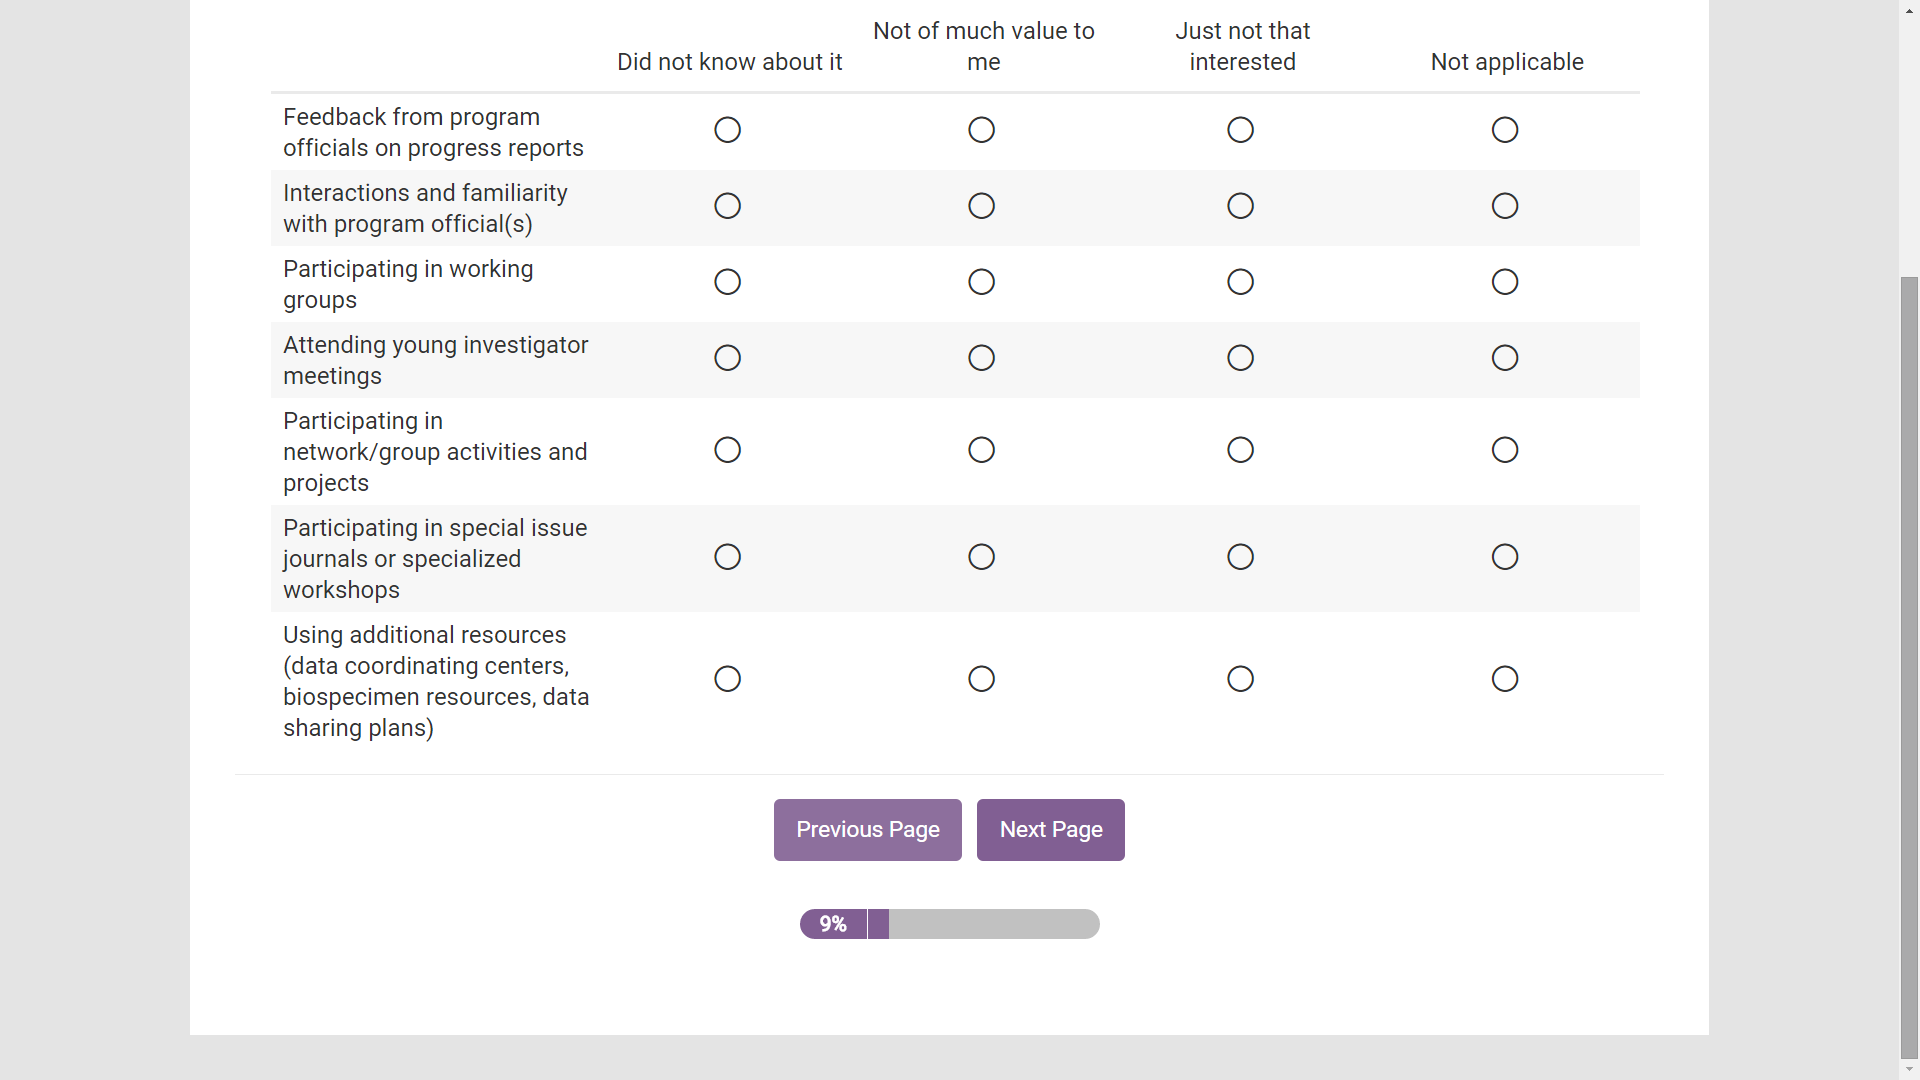 Did not know about it
Not of much value to
me
Just not that
interested
Not applicable
Feedback from program
officials on progress reports
Interactions and familiarity
with program official(s)
Participating in working
groups
Attending young investigator
meetings
Participating in
network/group activities and
projects
Participating in special issue
journals or specialized
workshops
Using additional resources
(data coordinating centers,
biospecimen resources, data
sharing plans)
Previous Page
Next Page
9%